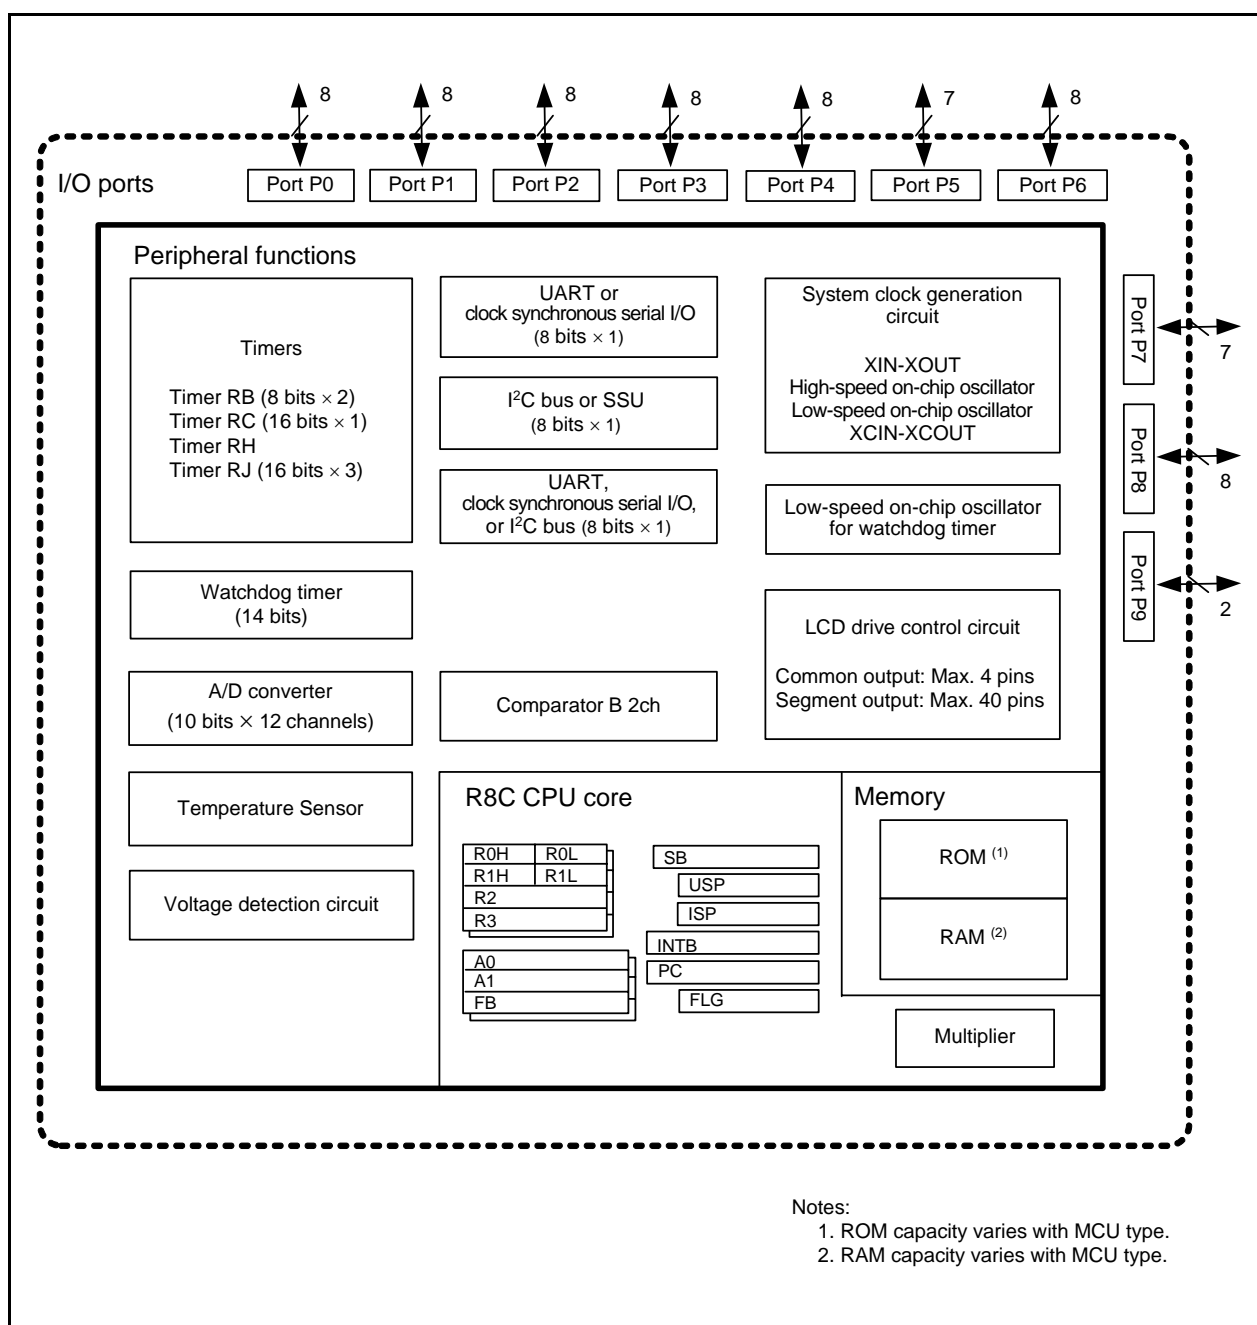 8
8
8
8
8
7
8
I/O ports
Port P0
Port P1
Port P2
Port P3
Port P4
Port P5
Port P6
Peripheral functions
Timers
Timer RB (8 bits × 2)
Timer RC (16 bits × 1)
Timer RH
Timer RJ (16 bits × 3)
UART or
clock synchronous serial I/O
(8 bits × 1)
I²C bus or SSU
(8 bits × 1)
UART,
clock synchronous serial I/O,
or I²C bus (8 bits × 1)
System clock generation
circuit
XIN-XOUT
High-speed on-chip oscillator
Low-speed on-chip oscillator
XCIN-XCOUT
Low-speed on-chip oscillator
for watchdog timer
Port P7
7
Port P8
8
Port P9
2
Watchdog timer
(14 bits)
LCD drive control circuit
Common output: Max. 4 pins
Segment output: Max. 40 pins
A/D converter
(10 bits × 12 channels)
Comparator B 2ch
Temperature Sensor
Voltage detection circuit
R8C CPU core
R0H
R0L
R1H
R1L
R2
R3
A0
A1
FB
SB
USP
ISP
INTB
PC
FLG
Memory
ROM (1)
RAM (2)
Multiplier
Notes:
1. ROM capacity varies with MCU type.
2. RAM capacity varies with MCU type.